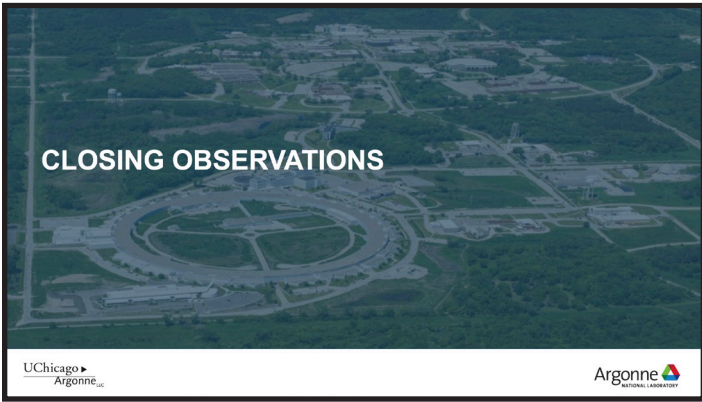 CLOSING OBSERVATIONS
UChicago ▸
Argonne LLC
Argonne
NATIONAL LABORATORY